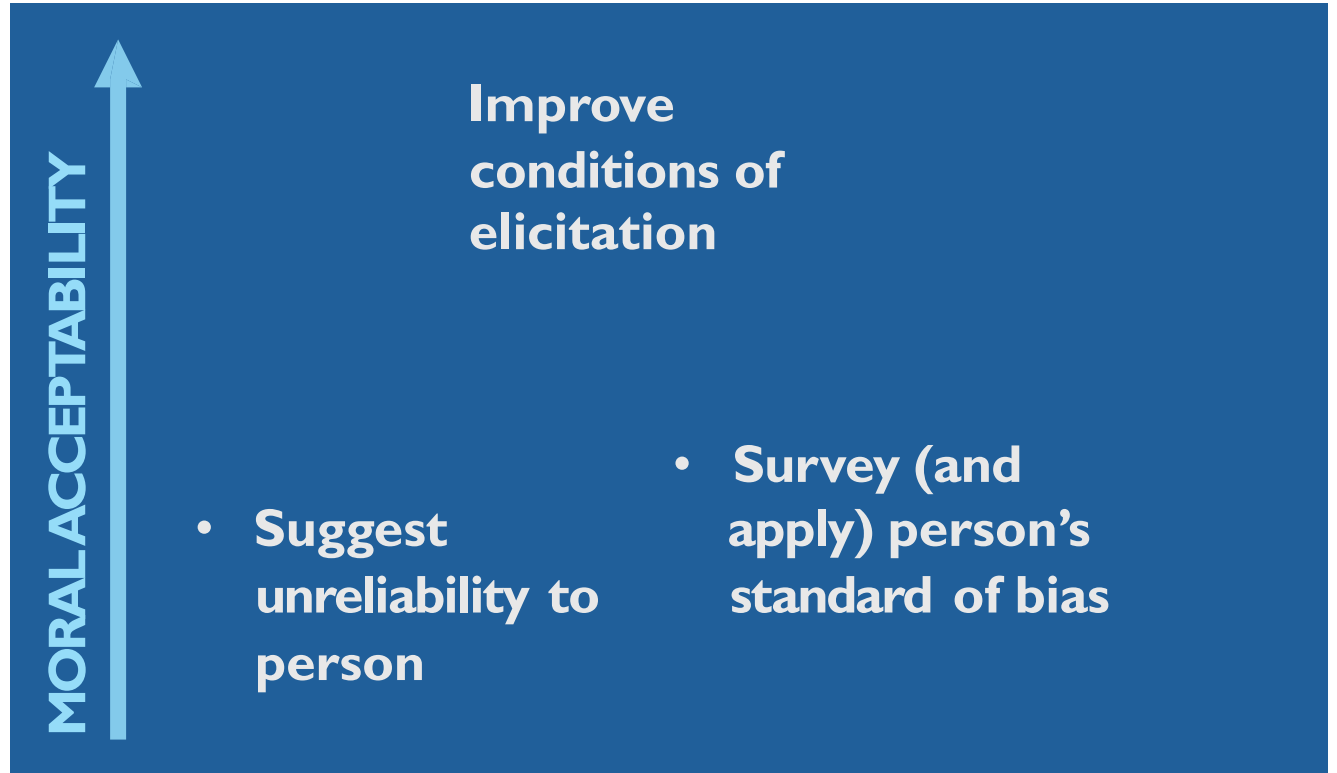 MORAL ACCEPTABILITY
Improve
conditions of
elicitation
• Suggest
unreliability to
person
• Survey (and
apply) person’s
standard of bias